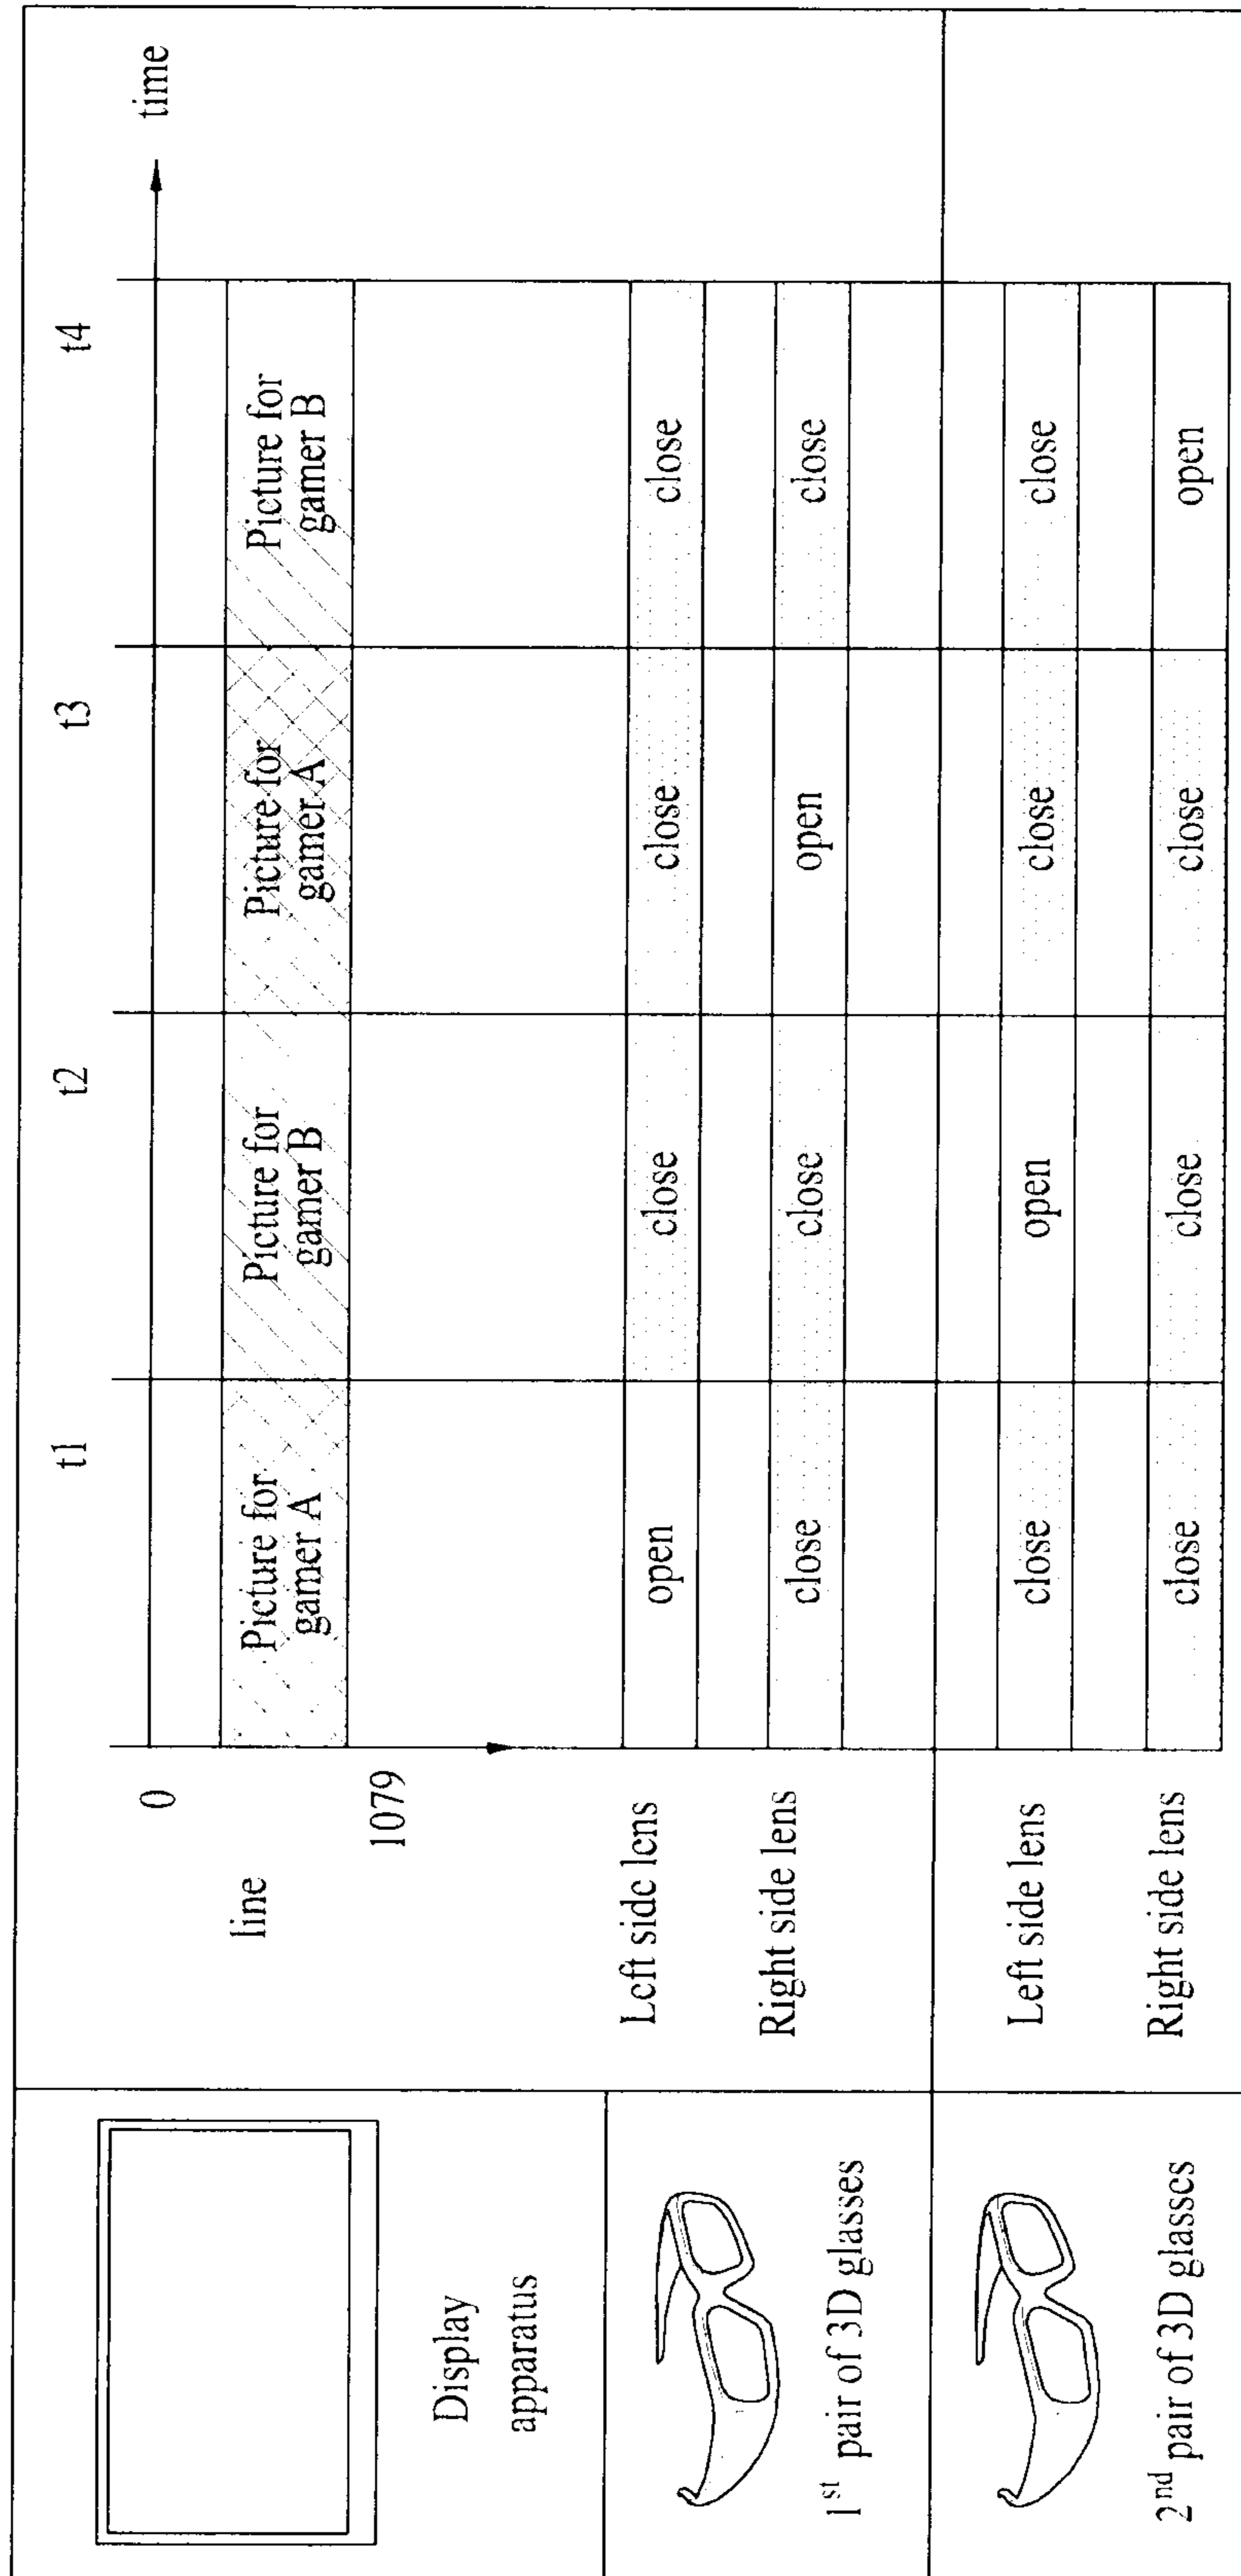 t1 t2 t3 t4
time
0
line
1079
Picture for
gamer A
Picture for
gamer B
Picture for
gamer A
Picture for
gamer B
Display
apparatus
Left side lens
open close close close
Right side lens
close close open close
1st pair of 3D glasses
Left side lens
close open close close
Right side lens
close close close open
2nd pair of 3D glasses